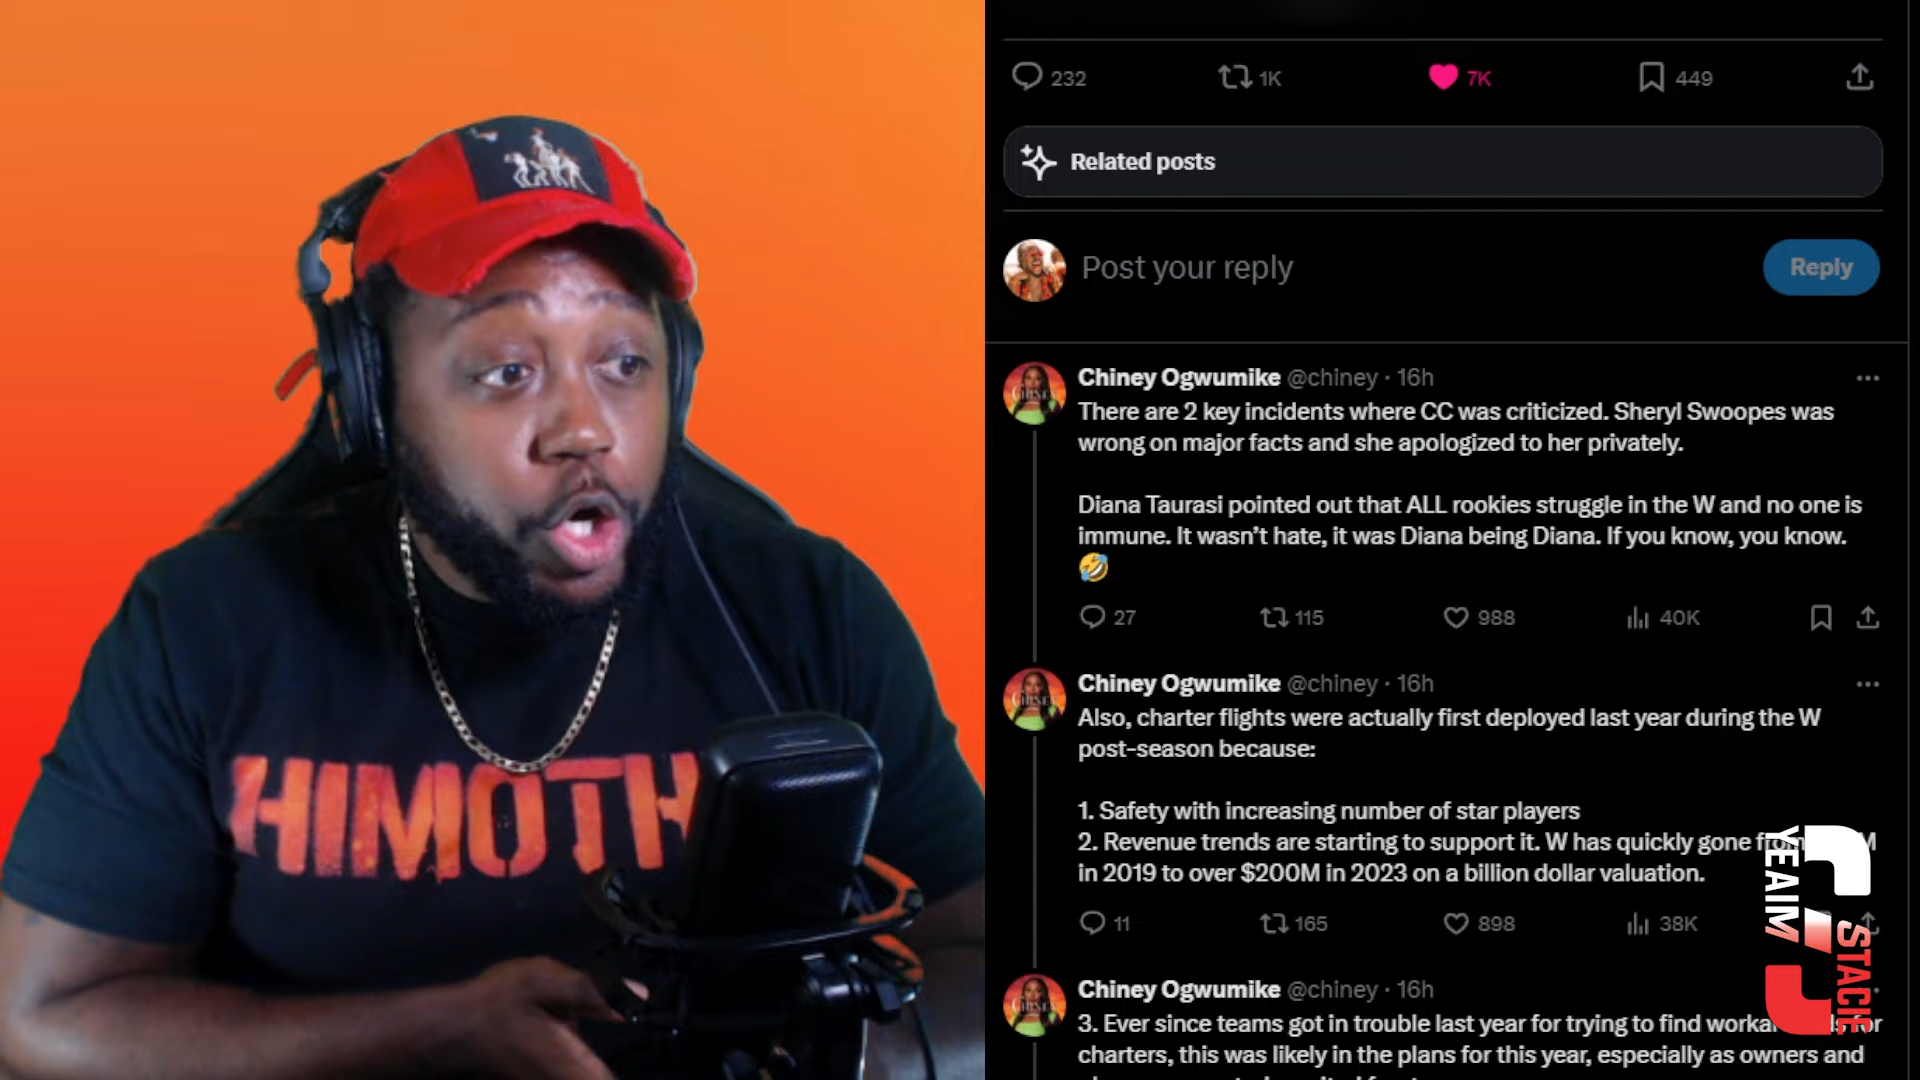 HIMOTH
232
1K
7K
449
Related posts
Post your reply
Reply
Chiney Ogwumike @chiney · 16h
There are 2 key incidents where CC was criticized. Sheryl Swoopes was
wrong on major facts and she apologized to her privately.
Diana Taurasi pointed out that ALL rookies struggle in the W and no one is
immune. It wasn't hate, it was Diana being Diana. If you know, you know.
🤣
27
115
988
40K
Chiney Ogwumike @chiney · 16h
Also, charter flights were actually first deployed last year during the W
post-season because:
1. Safety with increasing number of star players
2. Revenue trends are starting to support it. W has quickly gone from
in 2019 to over $200M in 2023 on a billion dollar valuation.
11
165
898
38K
Chiney Ogwumike @chiney · 16h
3. Ever since teams got in trouble last year for trying to find for
charters, this was likely in the plans for this year, especially as owners and
YEAIM
STACIE